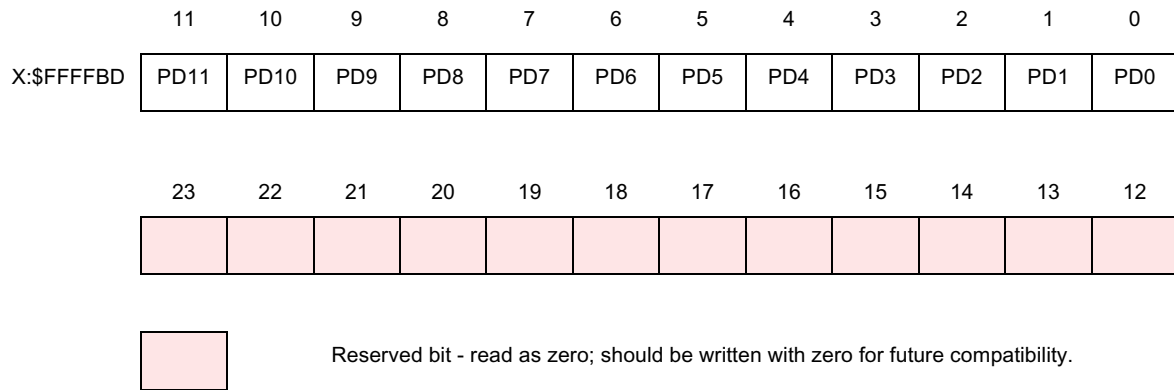 11 10 9 8 7 6 5 4 3 2 1 0
X:$FFFFBD PD11 PD10 PD9 PD8 PD7 PD6 PD5 PD4 PD3 PD2 PD1 PD0
23 22 21 20 19 18 17 16 15 14 13 12
Reserved bit - read as zero; should be written with zero for future compatibility.